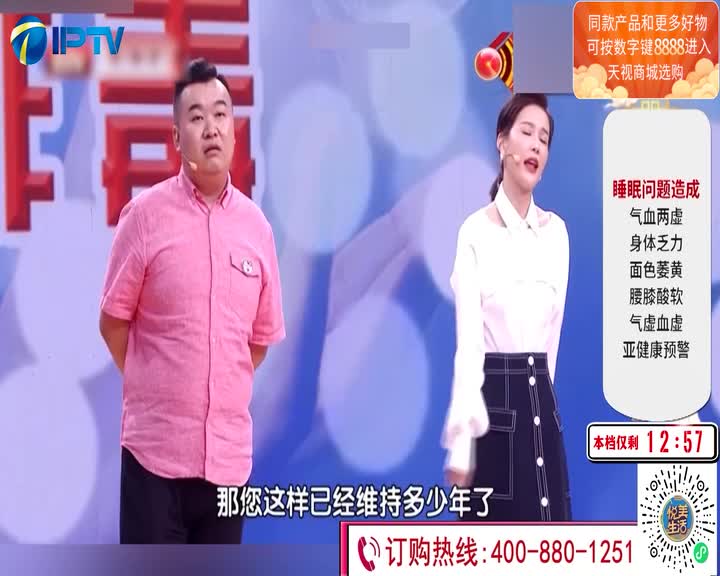 IPTV
同款产品和更多好物
可按数字键8888进入
天视商城选购
睡眠问题造成
气血两虚
身体乏力
面色萎黄
腰膝酸软
气虚血虚
亚健康预警
本档仅剩 12:57
那您这样已经维持多少年了
悦美
生活
订购热线:400-880-1251